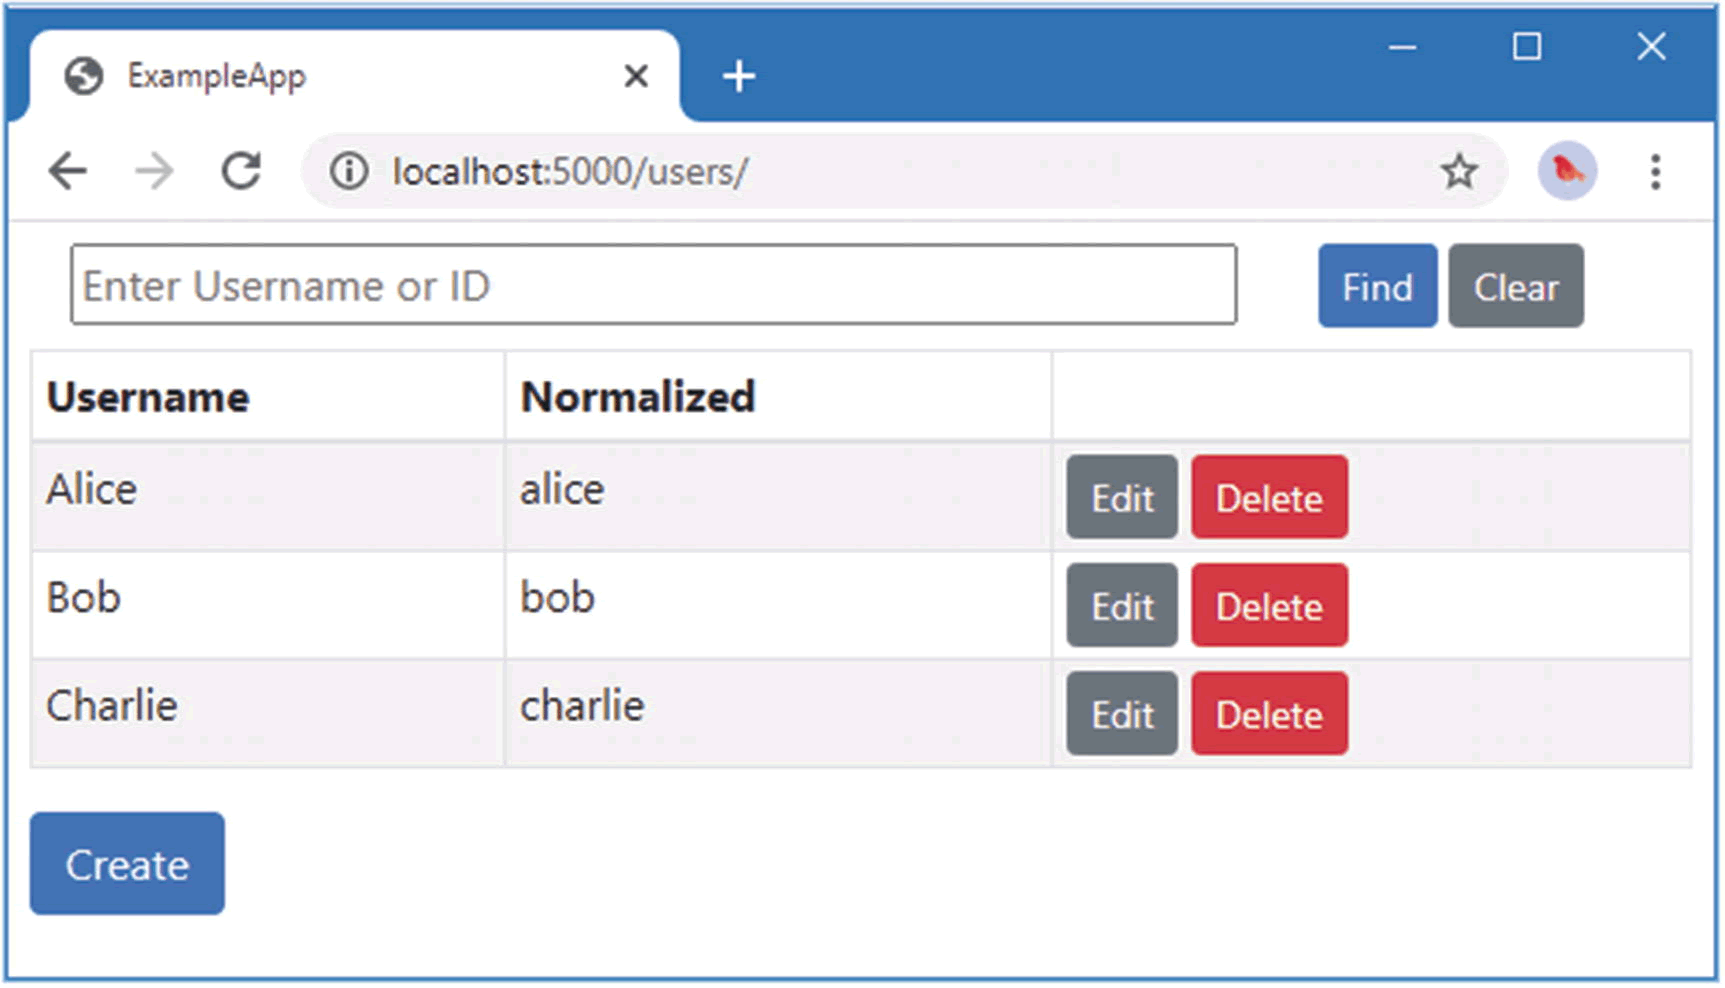 ExampleApp
localhost:5000/users/
Enter Username or ID Find Clear
Username Normalized
Alice alice Edit Delete
Bob bob Edit Delete
Charlie charlie Edit Delete
Create